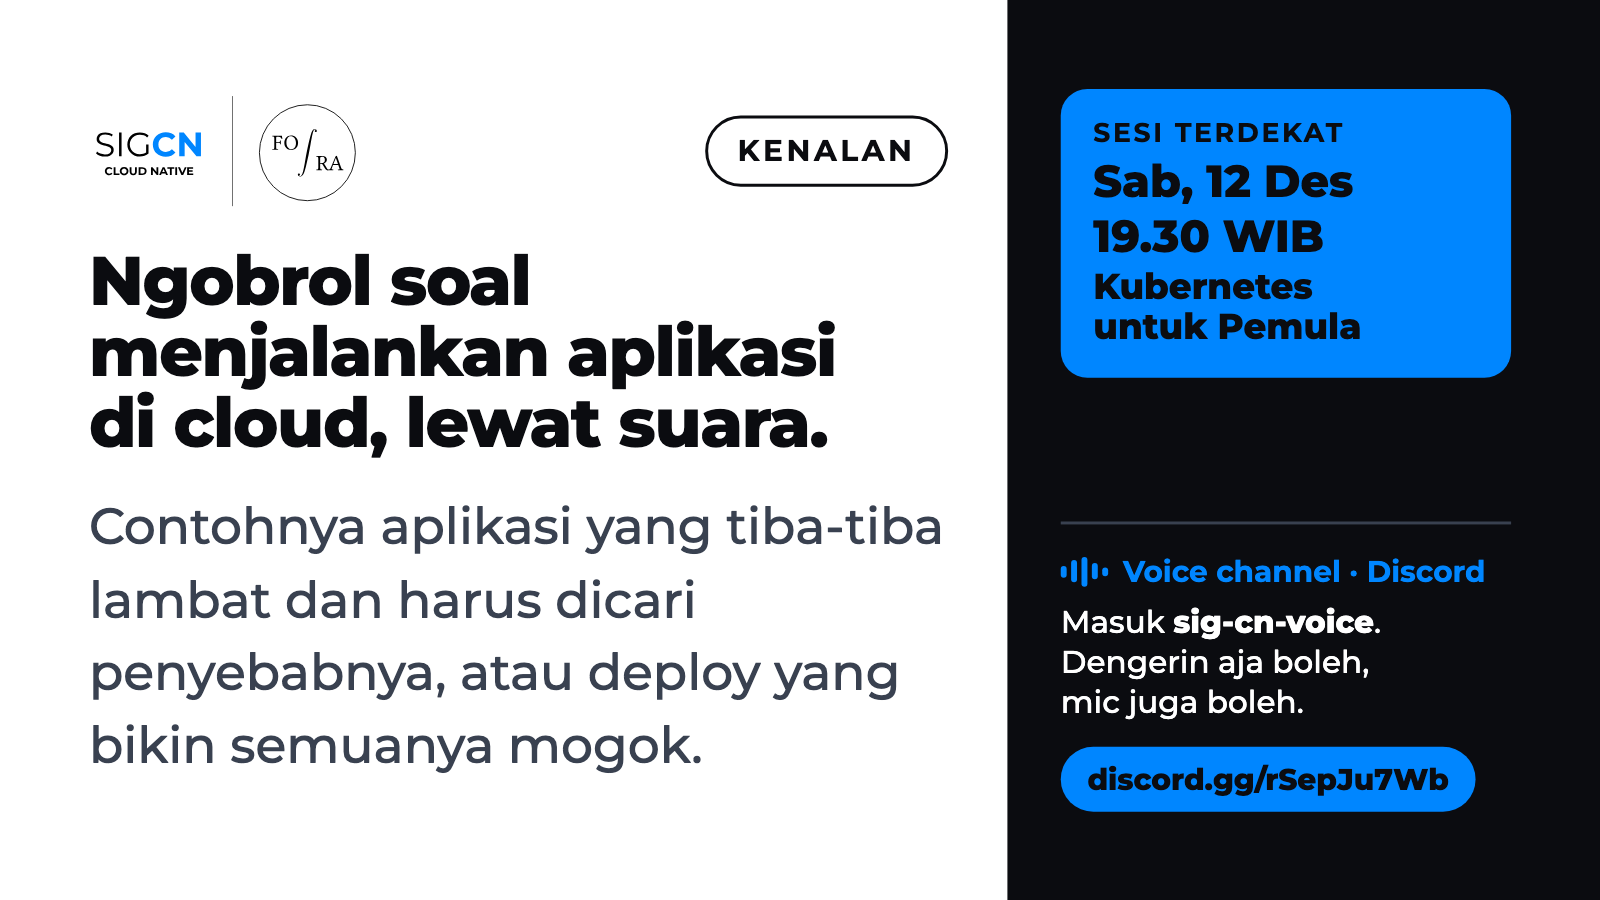 SIGCN
CLOUD NATIVE
FO
RA
KENALAN
Ngobrol soal
menjalankan aplikasi
di cloud, lewat suara.
Contohnya aplikasi yang tiba-tiba
lambat dan harus dicari
penyebabnya, atau deploy yang
bikin semuanya mogok.
SESI TERDEKAT
Sab, 12 Des
19.30 WIB
Kubernetes
untuk Pemula
Voice channel · Discord
Masuk sig-cn-voice.
Dengerin aja boleh,
mic juga boleh.
discord.gg/rSepJu7Wb